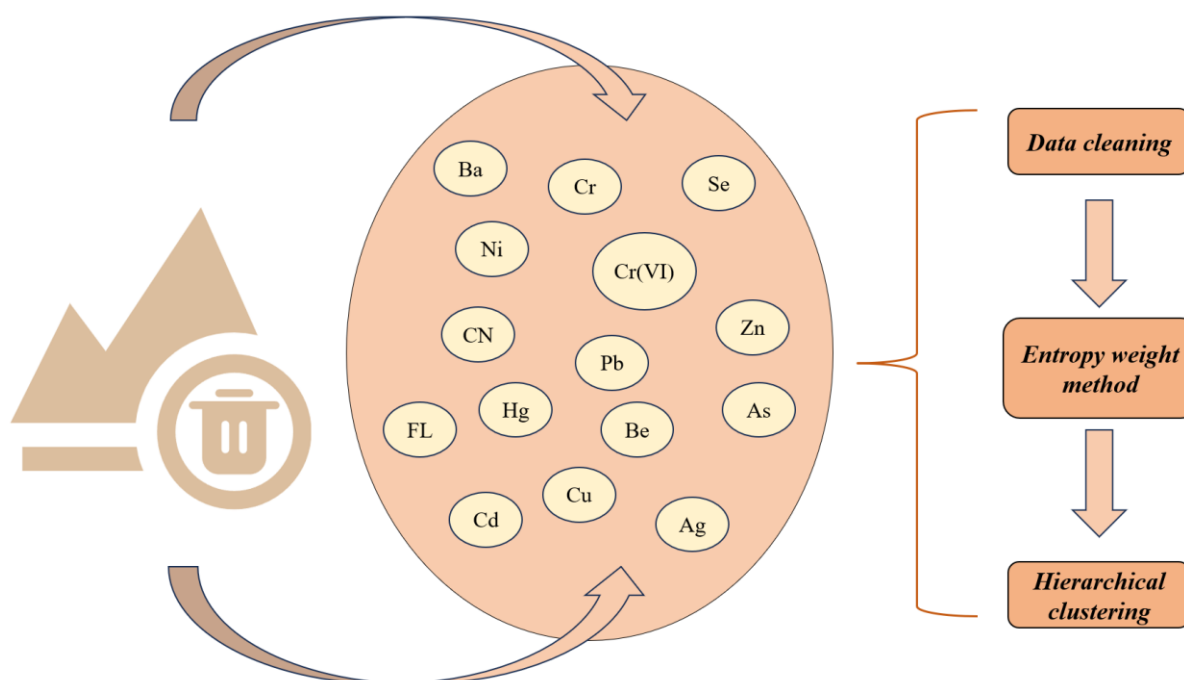 Ba
Cr
Se
Ni
Cr(VI)
CN
Zn
Pb
Hg
As
FL
Be
Cu
Cd
Ag
Data cleaning
Entropy weight
method
Hierarchical
clustering